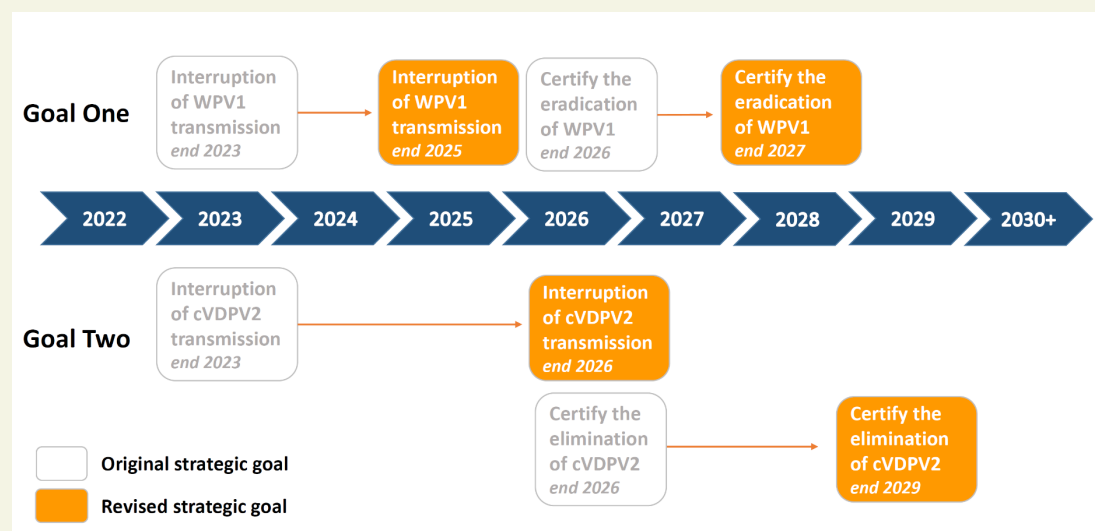 Goal One
Interruption
of WPV1
transmission
end 2023
Interruption
of WPV1
transmission
end 2025
Certify the
eradication
of WPV1
end 2026
Certify the
eradication
of WPV1
end 2027
2022
2023
2024
2025
2026
2027
2028
2029
2030+
Goal Two
Interruption
of cVDPV2
transmission
end 2023
Interruption
of cVDPV2
transmission
end 2026
Certify the
elimination
of cVDPV2
end 2026
Certify the
elimination
of cVDPV2
end 2029
Original strategic goal
Revised strategic goal